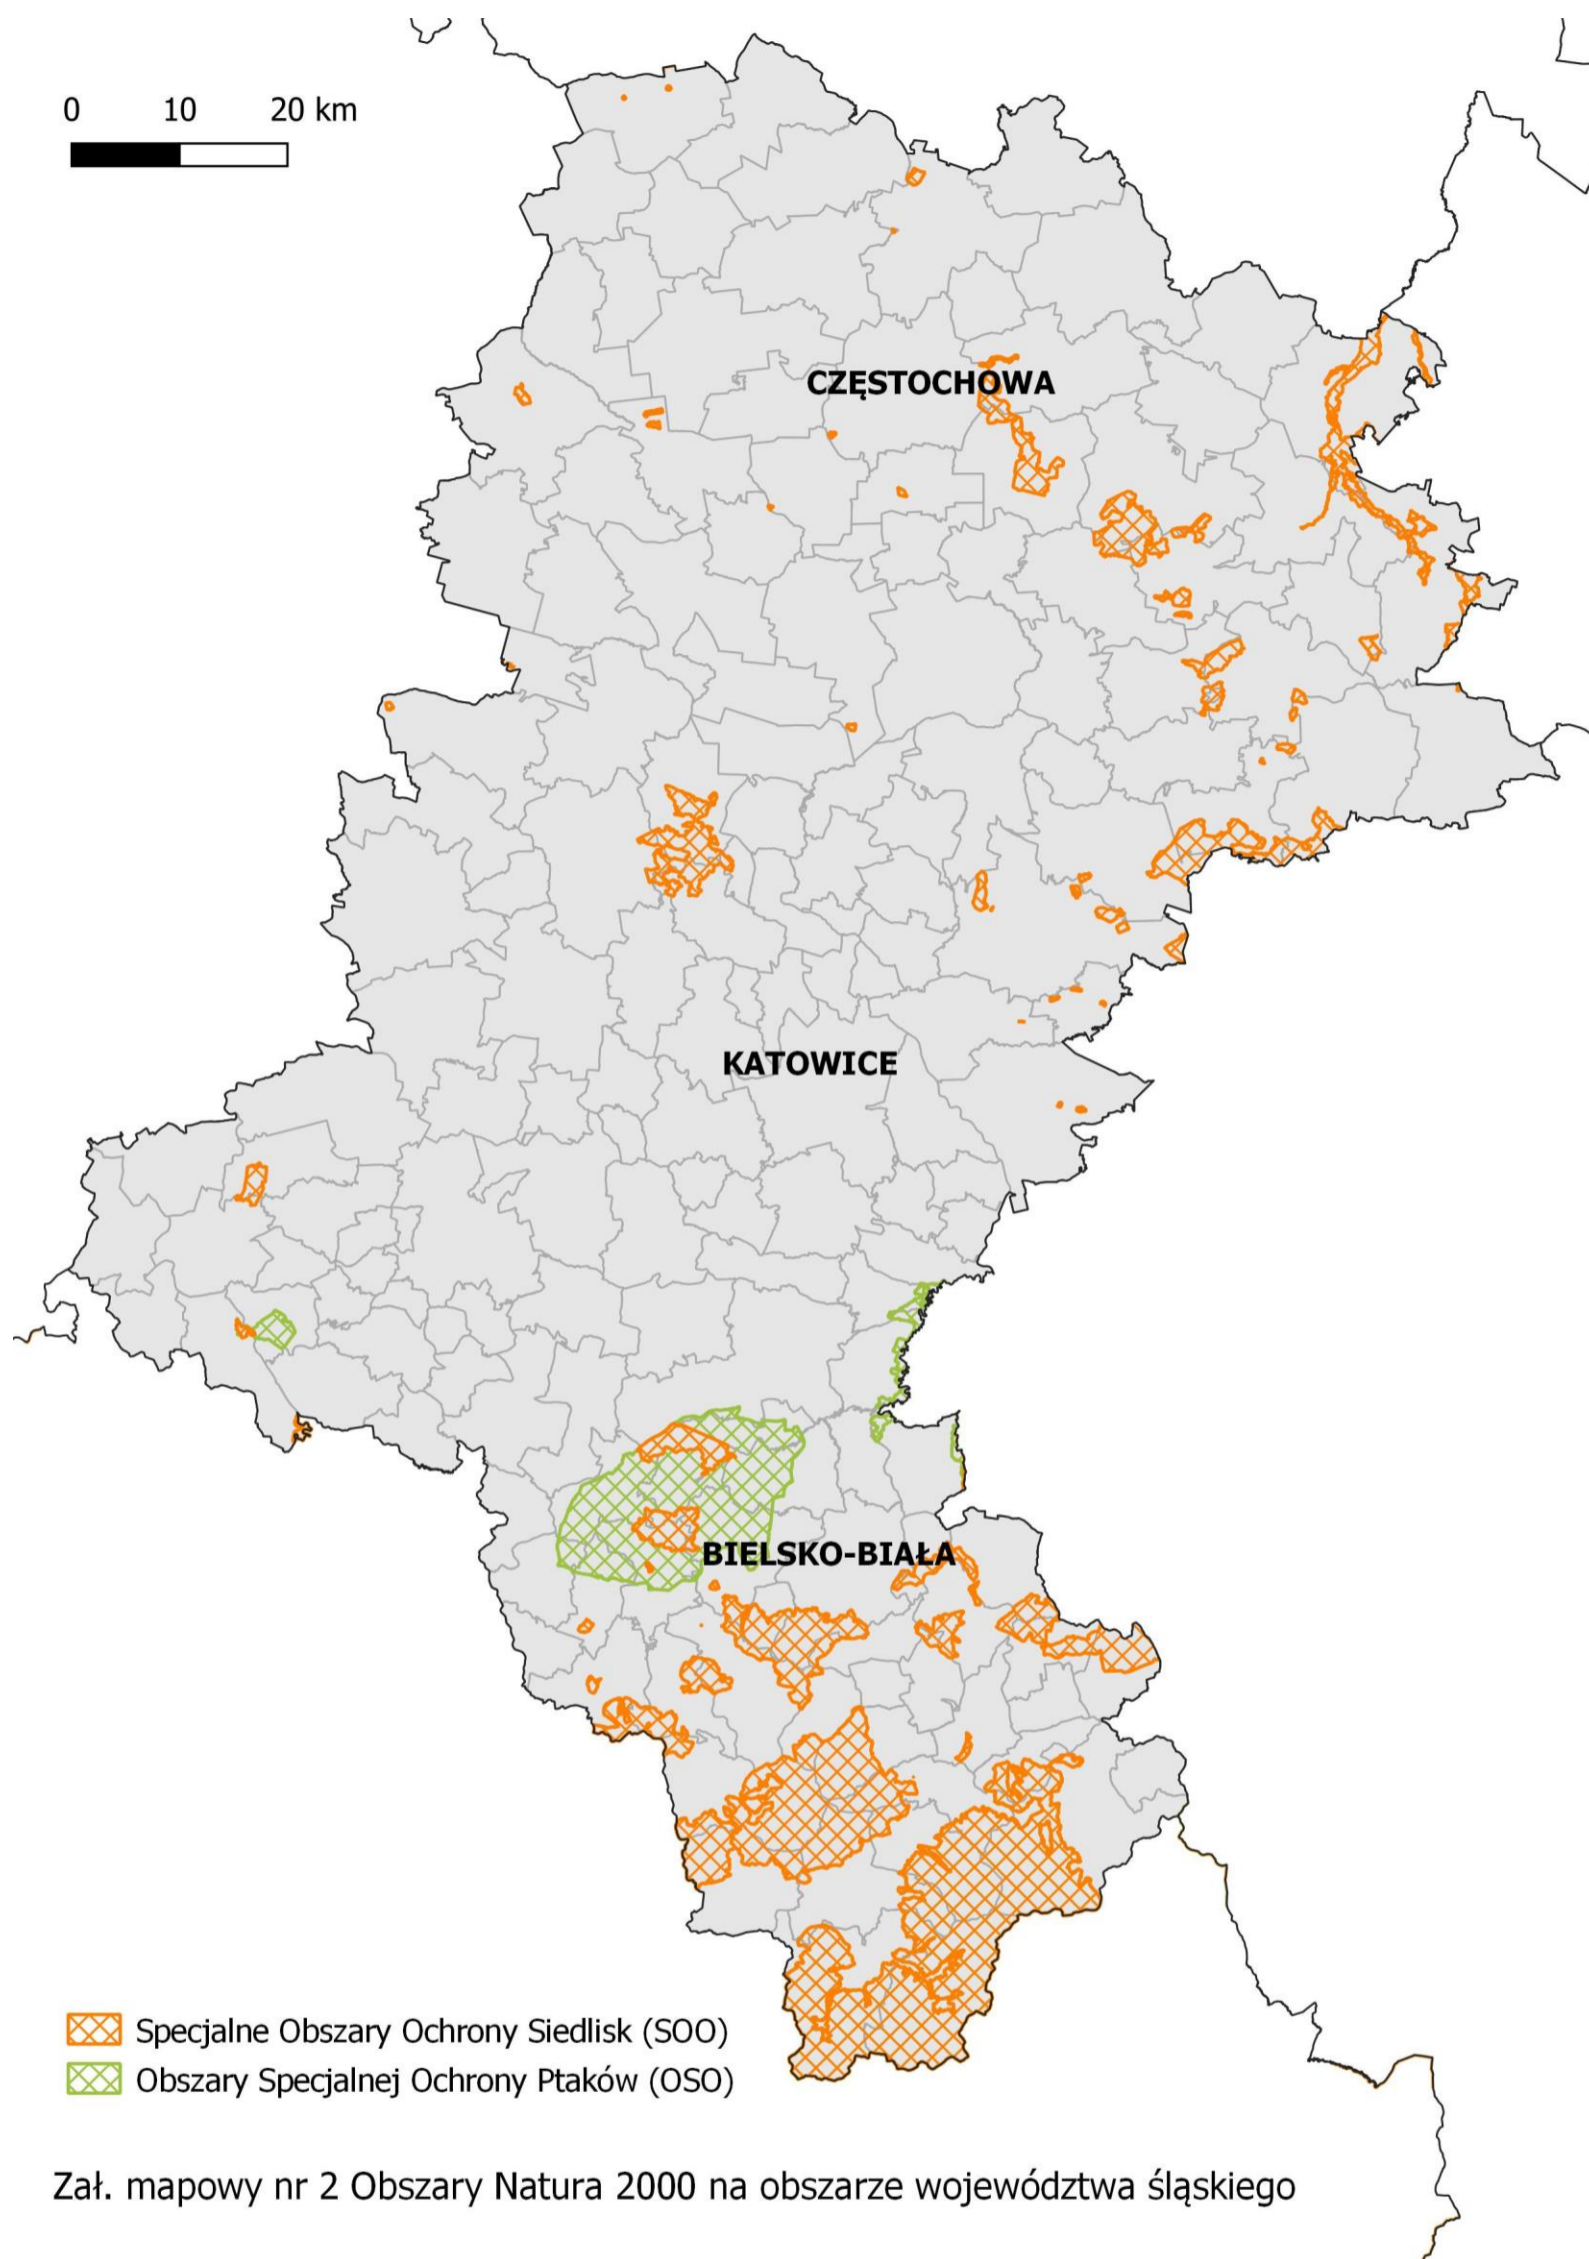 0 10 20 km
CZĘSTOCHOWA
KATOWICE
BIELSKO-BIAŁA
Specjalne Obszary Ochrony Siedlisk (SOO)
Obszary Specjalnej Ochrony Ptaków (OSO)
Zał. mapowy nr 2 Obszary Natura 2000 na obszarze województwa śląskiego